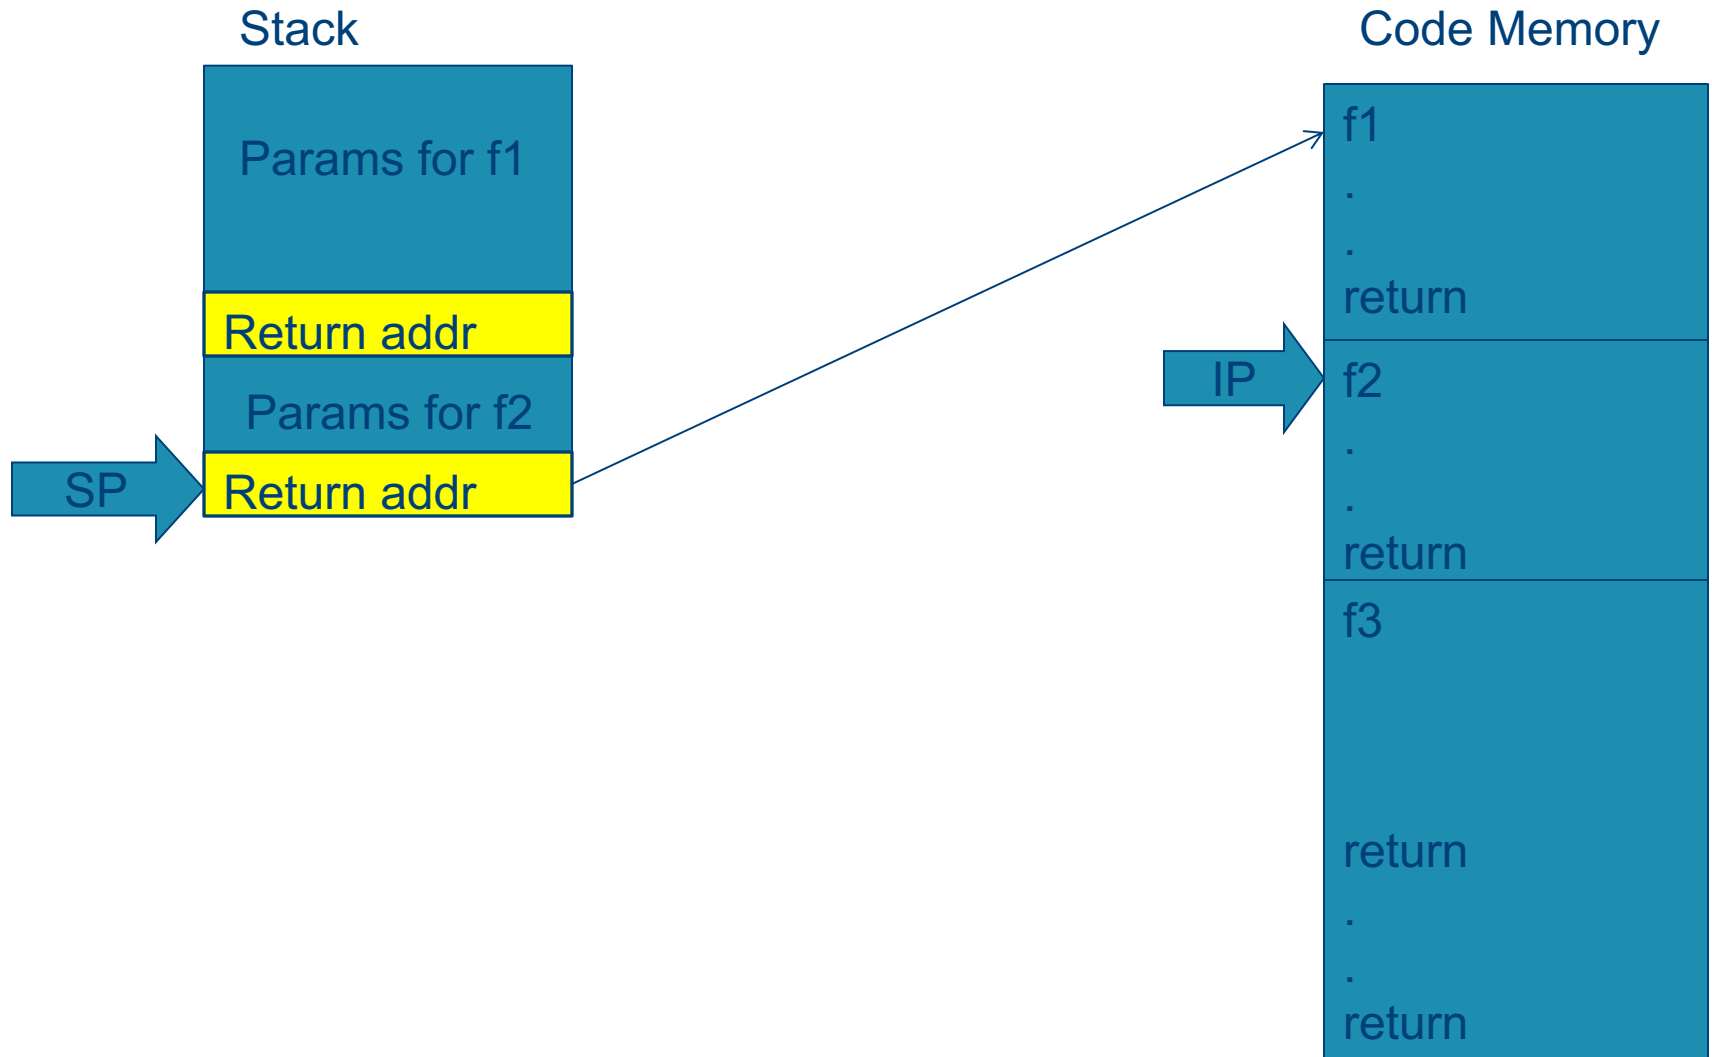 Stack
Params for f1
Return addr
Params for f2
SP
Return addr
Code Memory
f1
.
.
return
IP
f2
.
.
return
f3
return
.
.
return